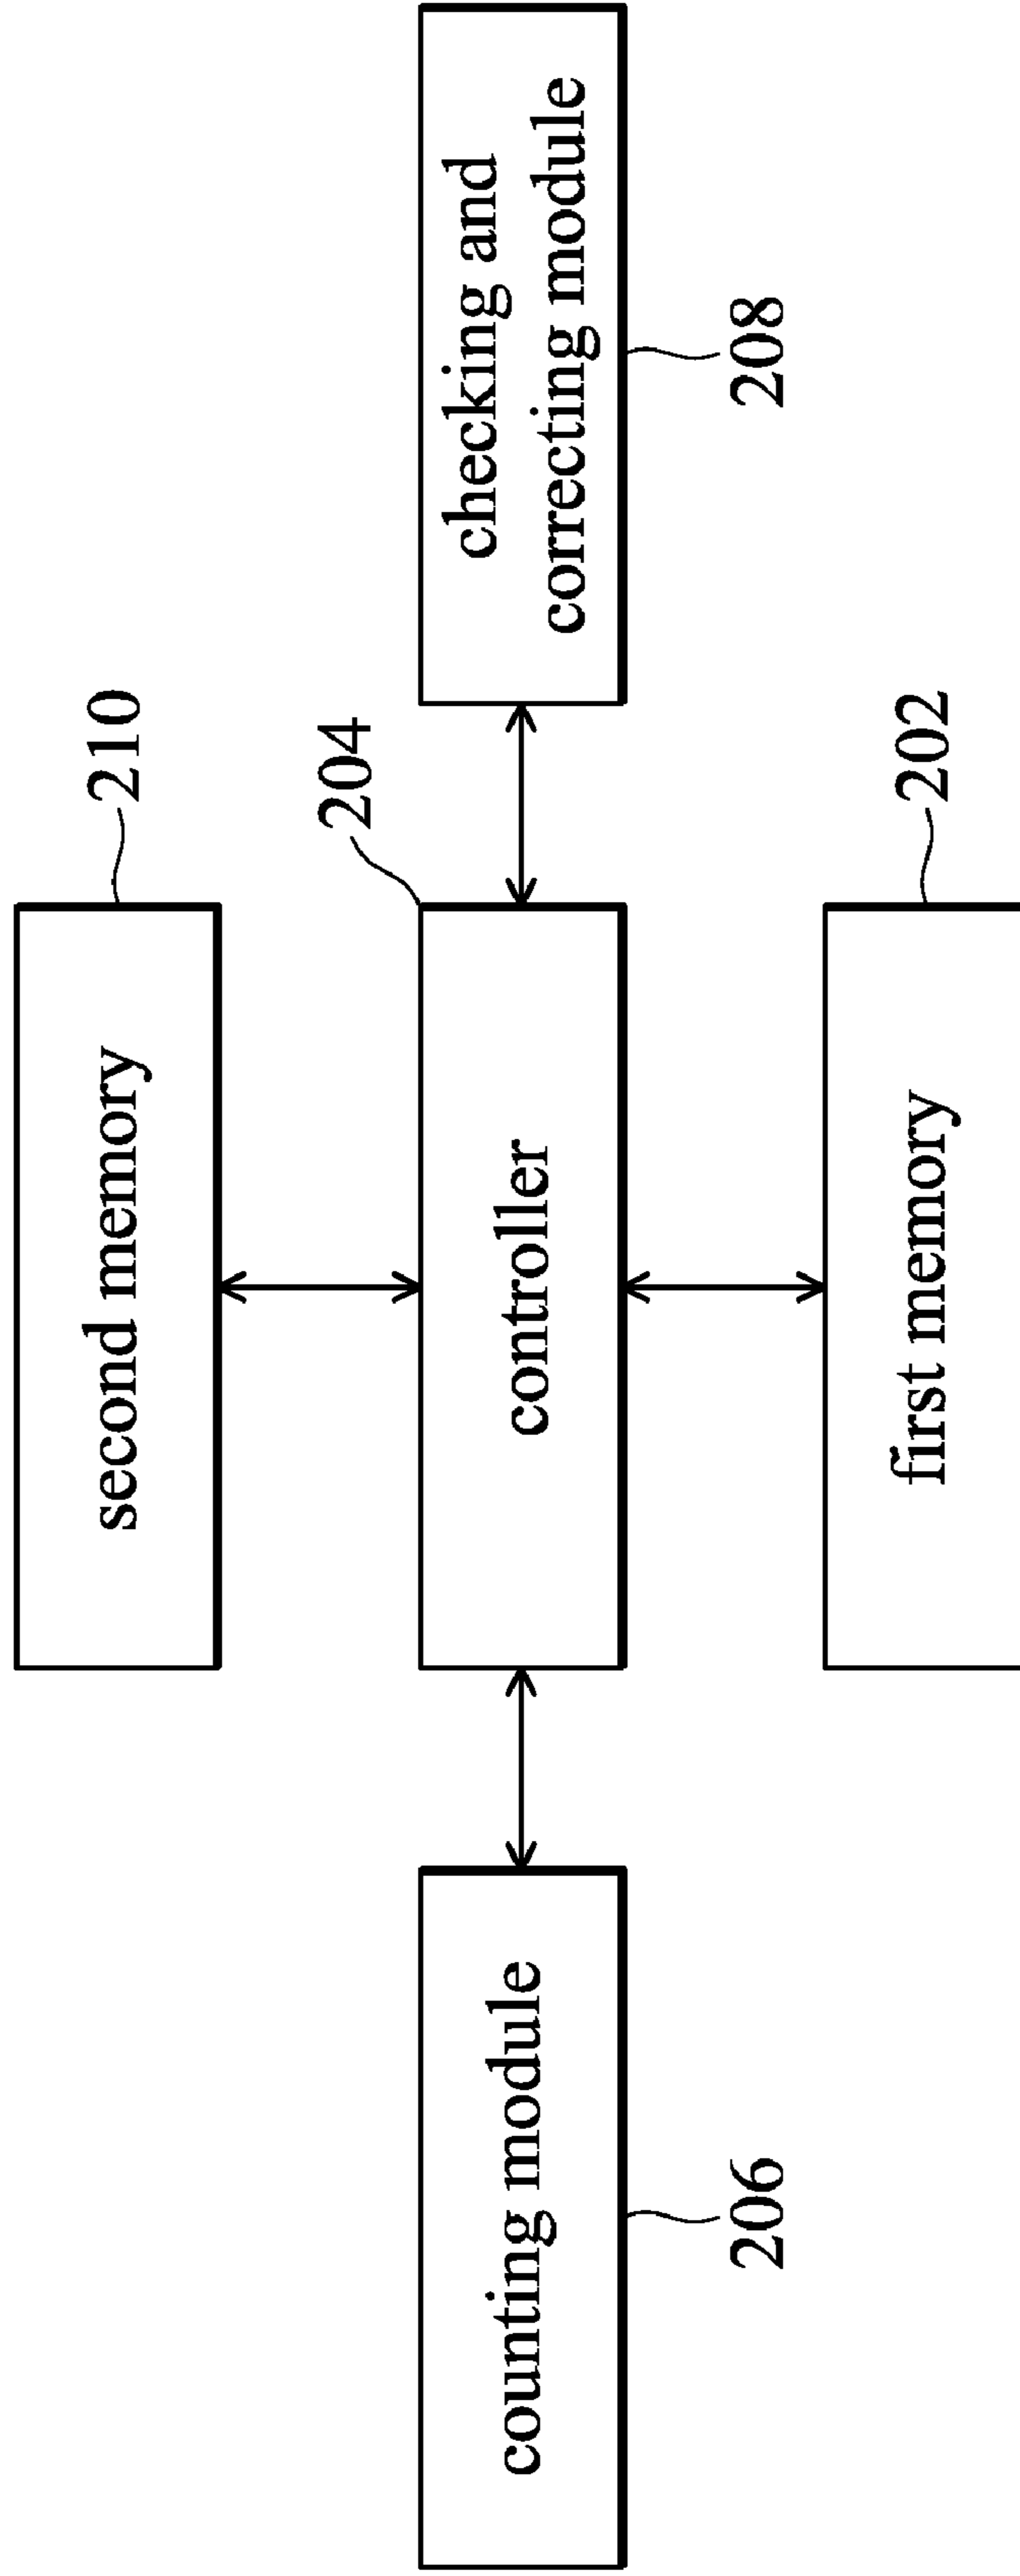 second memory
210
204
counting module
206
controller
checking and
correcting module
208
first memory
202